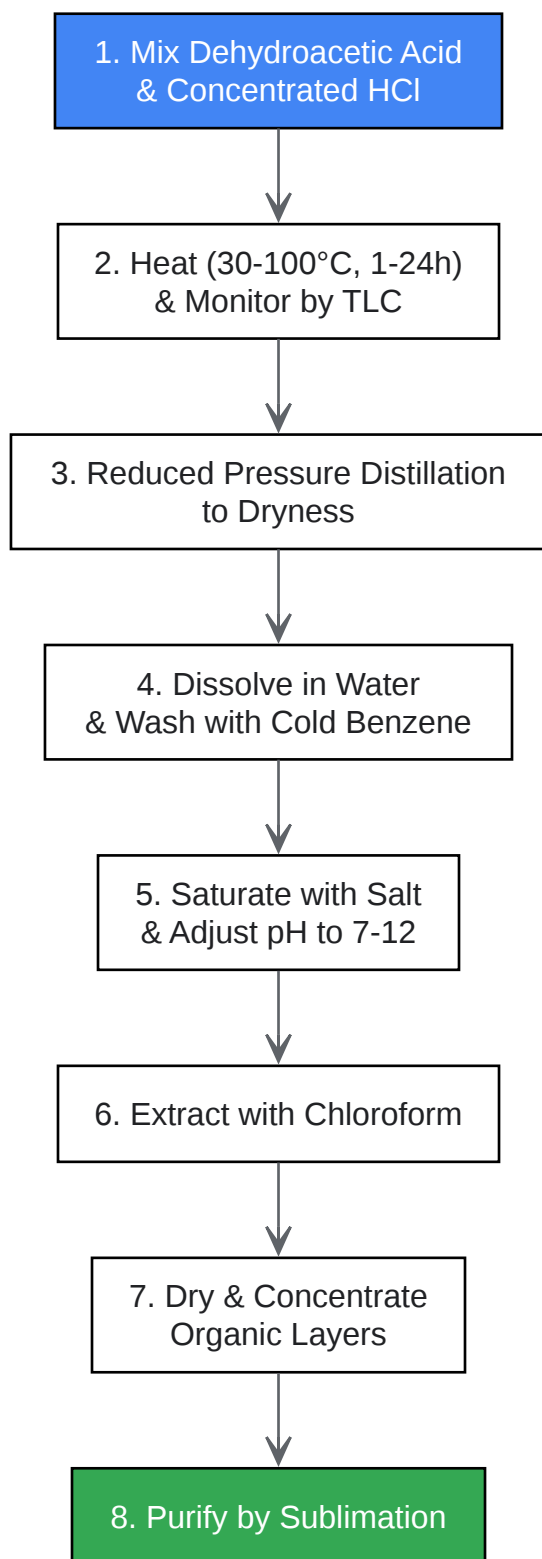 1. Mix Dehydroacetic Acid
& Concentrated HCl
2. Heat (30-100°C, 1-24h)
& Monitor by TLC
3. Reduced Pressure Distillation
to Dryness
4. Dissolve in Water
& Wash with Cold Benzene
5. Saturate with Salt
& Adjust pH to 7-12
6. Extract with Chloroform
7. Dry & Concentrate
Organic Layers
8. Purify by Sublimation